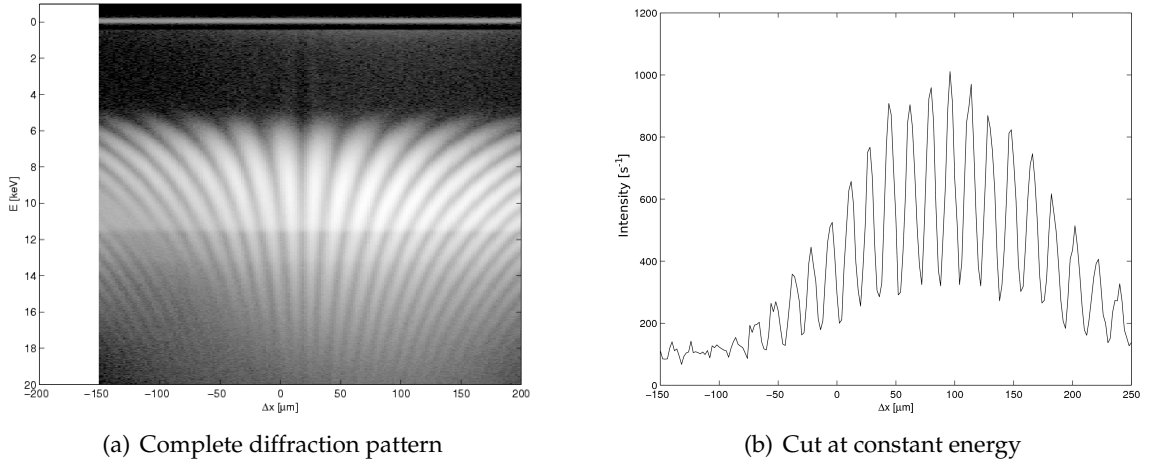 0
2
4
6
8
10
12
14
16
18
20
E [keV]
−200 −150 −100 −50 0 50 100 150 200
Δx [μm]
(a) Complete diffraction pattern
1200
1000
800
600
400
200
0
Intensity [s⁻¹]
−150 −100 −50 0 50 100 150 200 250
Δx [μm]
(b) Cut at constant energy